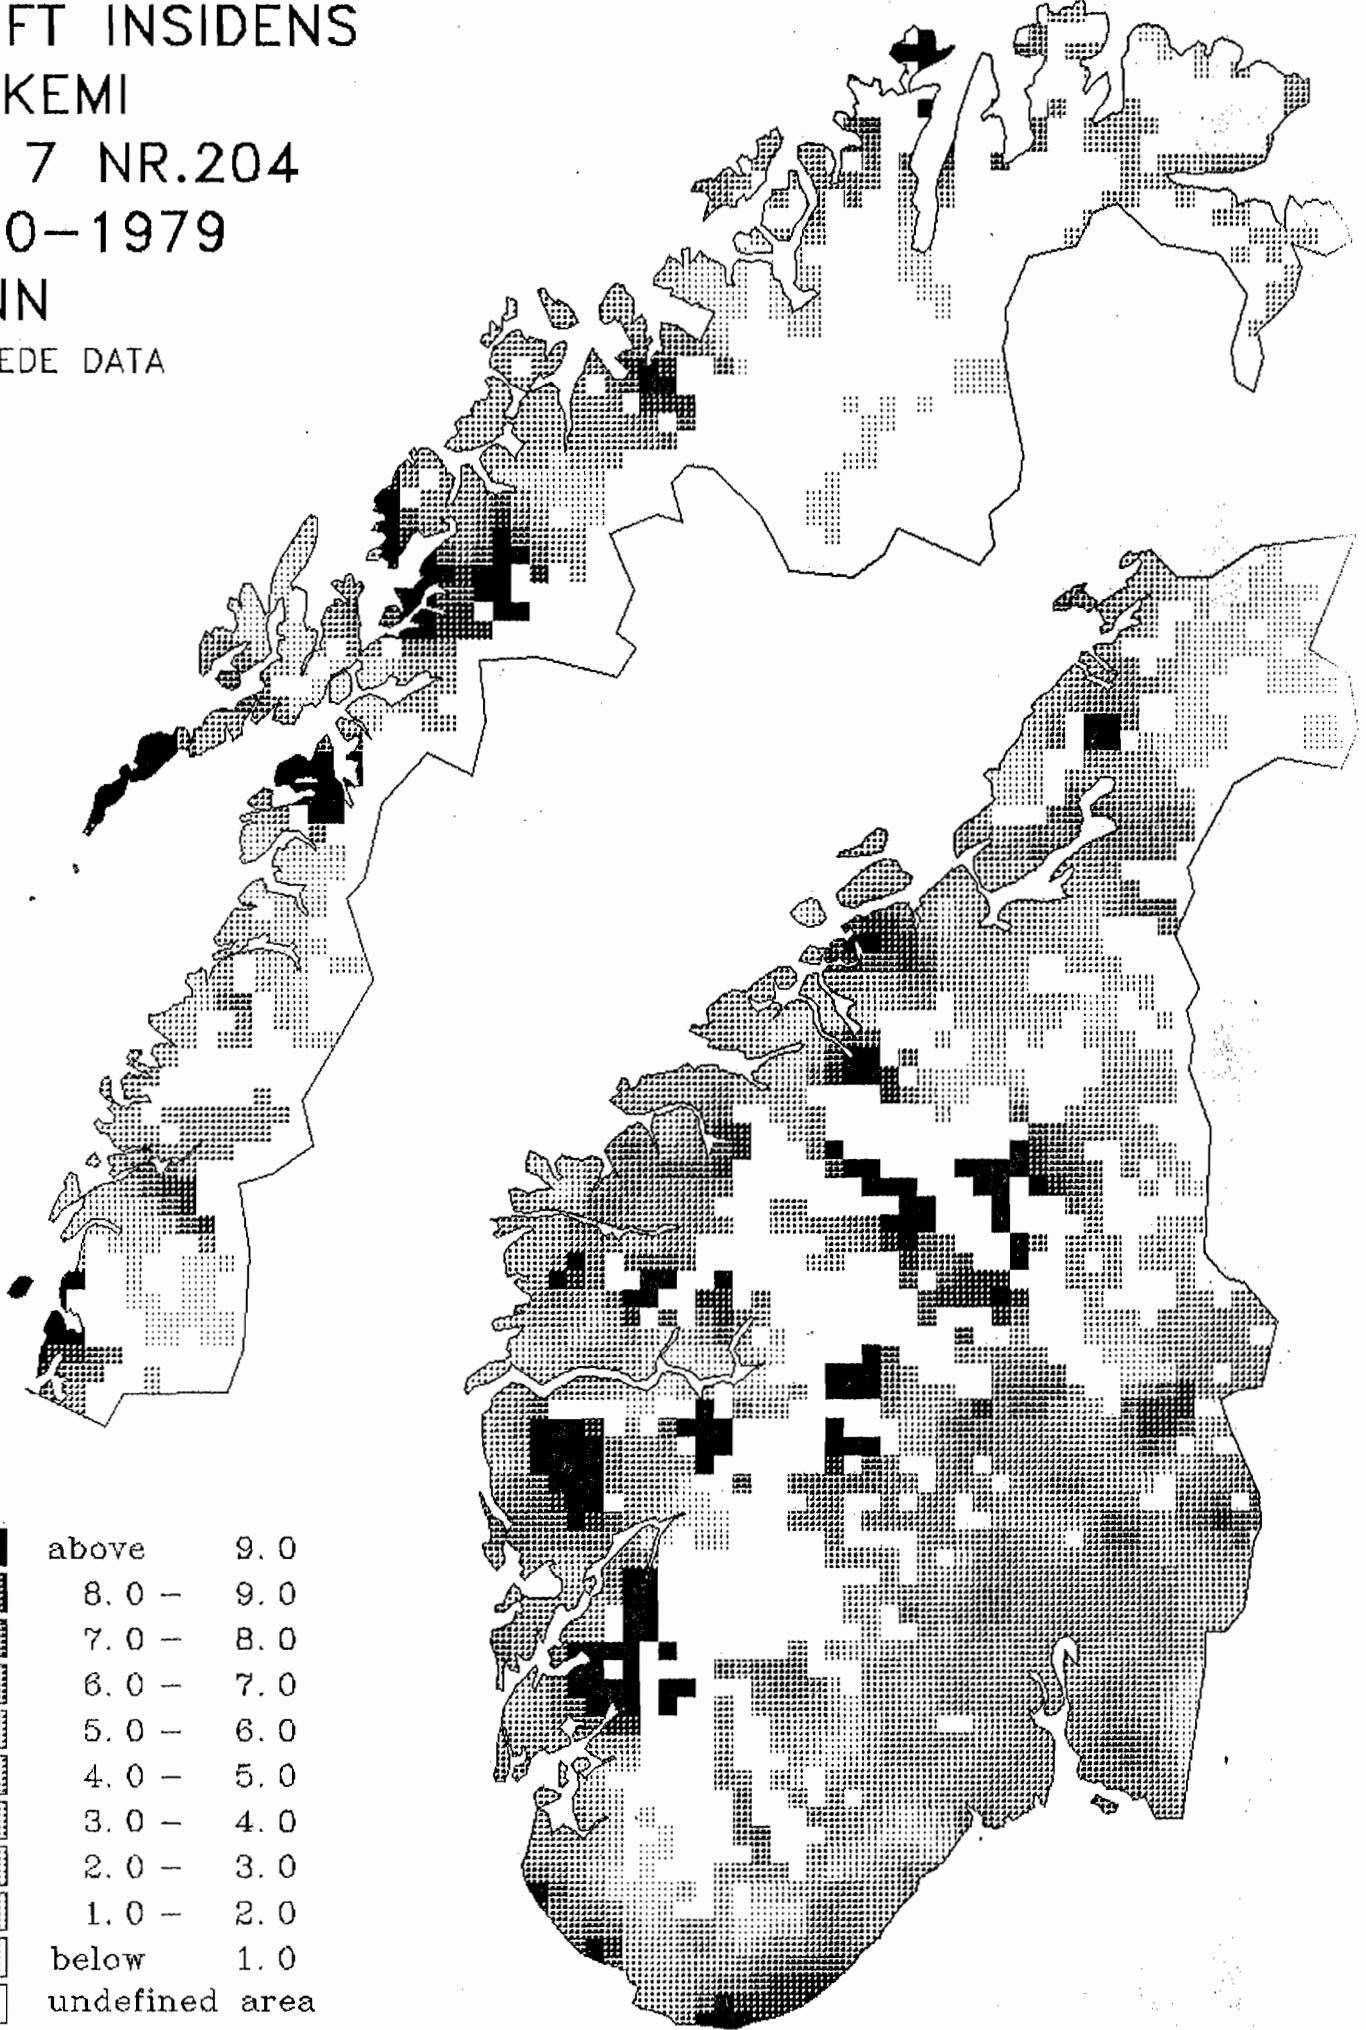 FT INSIDENS
KEMI
7 NR.204
0-1979
NN
EDE DATA
above 9.0
8.0 - 9.0
7.0 - 8.0
6.0 - 7.0
5.0 - 6.0
4.0 - 5.0
3.0 - 4.0
2.0 - 3.0
1.0 - 2.0
below 1.0
undefined area